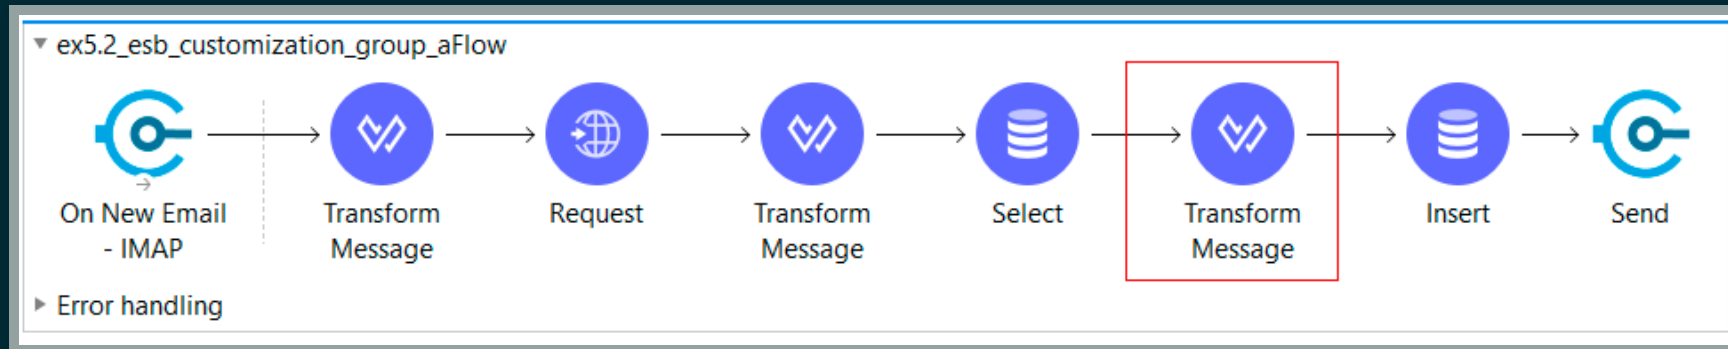 ex5.2_esb_customization_group_aFlow
On New Email
- IMAP
Transform
Message
Request
Transform
Message
Select
Transform
Message
Insert
Send
Error handling